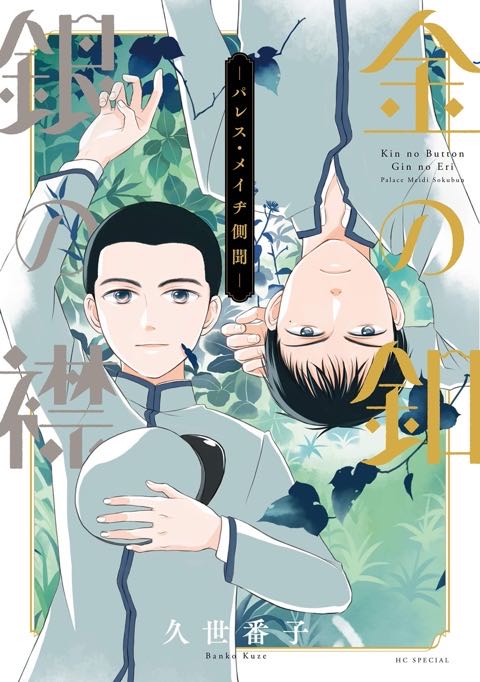 金の釦
銀の襟
―パレス・メイヂ側聞―
Kin no Button
Gin no Eri
Palace Meidi Sokubun
久世番子
Banko Kuze
HC SPECIAL